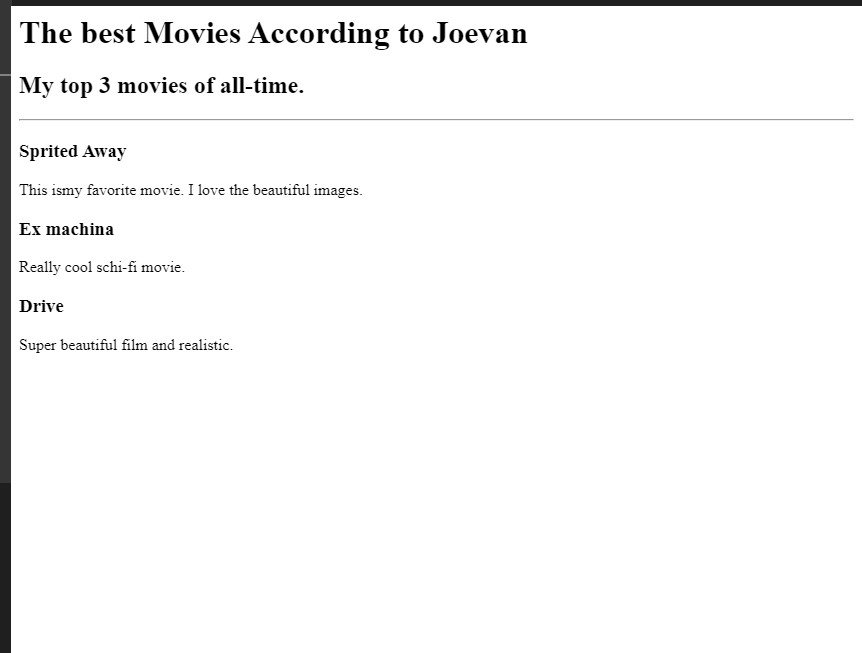 The best Movies According to Joevan
My top 3 movies of all-time.
Sprited Away
This ismy favorite movie. I love the beautiful images.
Ex machina
Really cool schi-fi movie.
Drive
Super beautiful film and realistic.